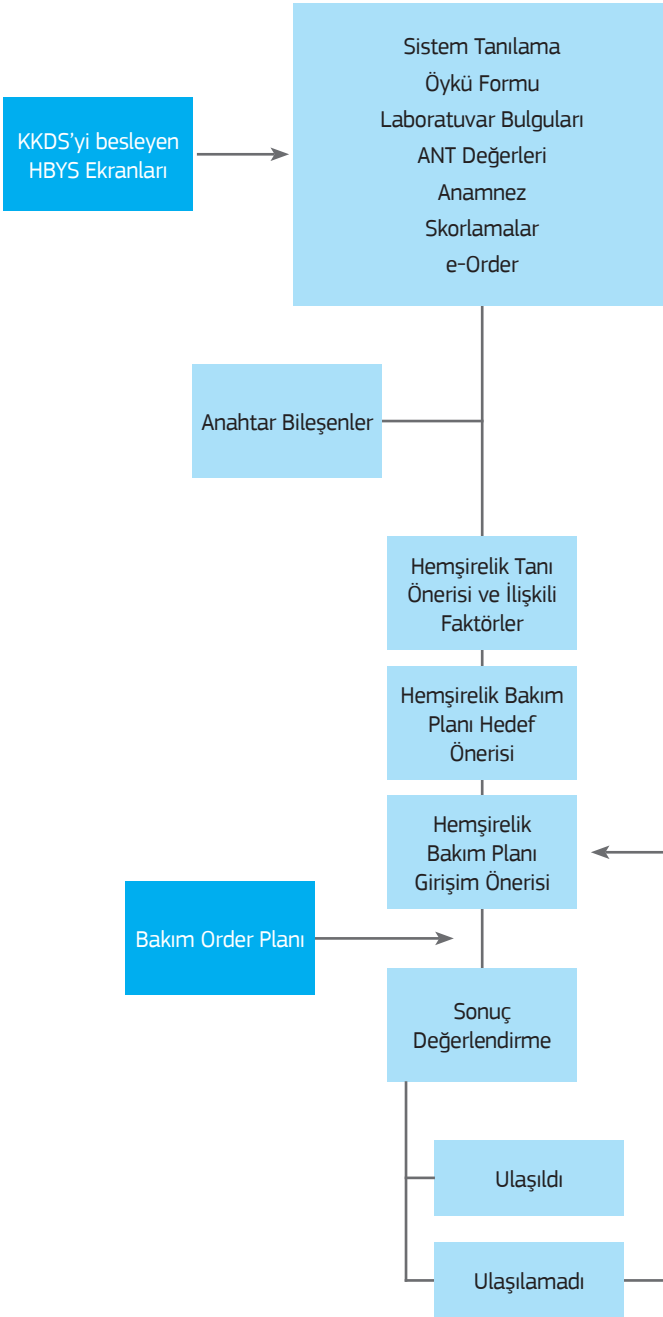 Sistem Tanılama
Öykü Formu
Laboratuvar Bulguları
ANT Değerleri
Anamnez
Skorlamalar
e-Order
KKDS’yi besleyen
HBYS Ekranları
Anahtar Bileşenler
Hemşirelik Tanı
Önerisi ve İlişkili
Faktörler
Hemşirelik Bakım
Planı Hedef
Önerisi
Hemşirelik
Bakım Planı
Girişim Önerisi
Bakım Order Planı
Sonuç
Değerlendirme
Ulaşıldı
Ulaşılamadı